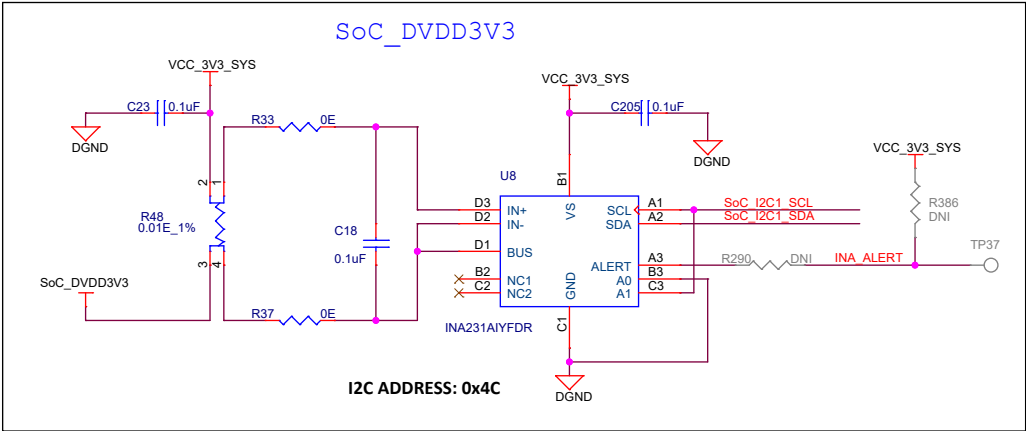 SoC_DVDD3V3
VCC_3V3_SYS
VCC_3V3_SYS
C23
0.1uF
C205
0.1uF
DGND
R33
0E
DGND
VCC_3V3_SYS
2
1
B1
U8
R48
0.01E_1%
D3
IN+
VS
SCL
A1
SoC_I2C1_SCL
R386
DNI
D2
IN-
SDA
A2
SoC_I2C1_SDA
C18
0.1uF
D1
BUS
TP37
3
4
ALERT
A3
R290
DNI
INA_ALERT
B2
NC1
A0
B3
SoC_DVDD3V3
C2
NC2
GND
A1
C3
R37
0E
C1
INA231AIYFDR
I2C ADDRESS: 0x4C
DGND